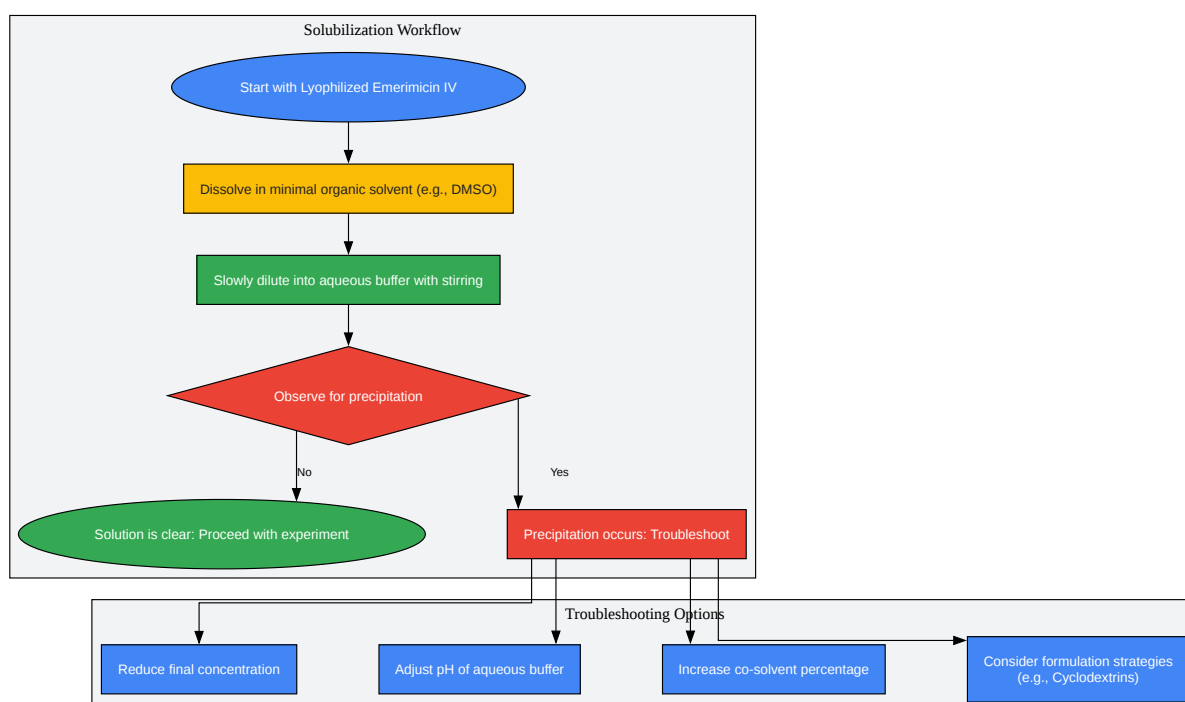 Solubilization Workflow
Start with Lyophilized Emerimicin IV
Dissolve in minimal organic solvent (e.g., DMSO)
Slowly dilute into aqueous buffer with stirring
Observe for precipitation
No
Yes
Solution is clear: Proceed with experiment
Precipitation occurs: Troubleshoot
Troubleshooting Options
Reduce final concentration
Adjust pH of aqueous buffer
Increase co-solvent percentage
Consider formulation strategies
(e.g., Cyclodextrins)